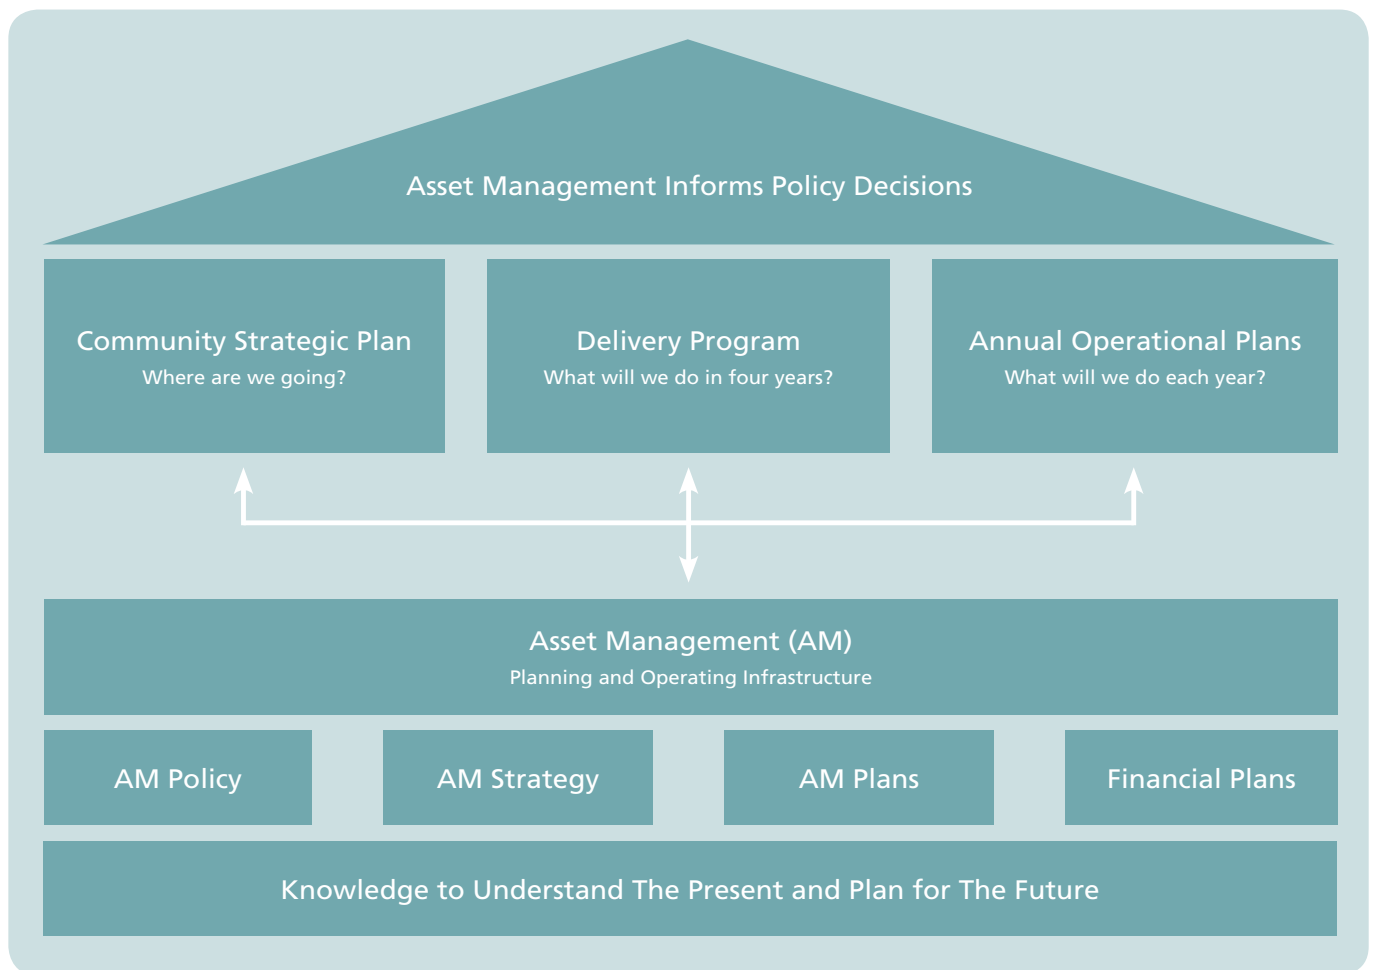 Asset Management Informs Policy Decisions
Community Strategic Plan
Where are we going?
Delivery Program
What will we do in four years?
Annual Operational Plans
What will we do each year?
Asset Management (AM)
Planning and Operating Infrastructure
AM Policy
AM Strategy
AM Plans
Financial Plans
Knowledge to Understand The Present and Plan for The Future